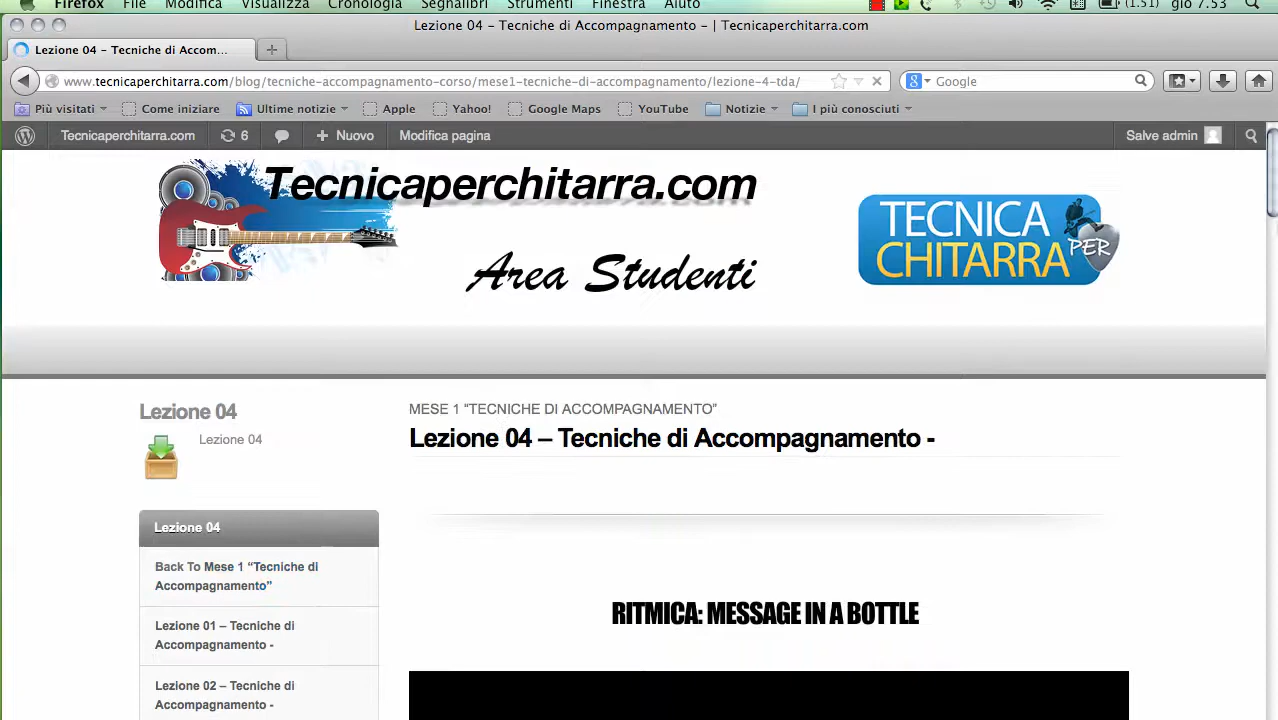 Firefox File Modifica Visualizza Cronologia Segnalibri Strumenti Finestra Aiuto (1.51) gio 7.53
Lezione 04 – Tecniche di Accompagnamento - | Tecnicaperchitarra.com
Lezione 04 – Tecniche di Accom...
www.tecnicaperchitarra.com/blog/tecniche-accompagnamento-corso/mese1-tecniche-di-accompagnamento/lezione-4-tda/ Google
Più visitati Come iniziare Ultime notizie Apple Yahoo! Google Maps YouTube Notizie I più conosciuti
Tecnicaperchitarra.com 6 Nuovo Modifica pagina Salve admin
Tecnicaperchitarra.com
Area Studenti
TECNICA
PER
CHITARRA
Lezione 04
Lezione 04
MESE 1 “TECNICHE DI ACCOMPAGNAMENTO”
Lezione 04 – Tecniche di Accompagnamento -
Lezione 04
Back To Mese 1 “Tecniche di
Accompagnamento”
Lezione 01 – Tecniche di
Accompagnamento -
Lezione 02 – Tecniche di
Accompagnamento -
RITMICA: MESSAGE IN A BOTTLE